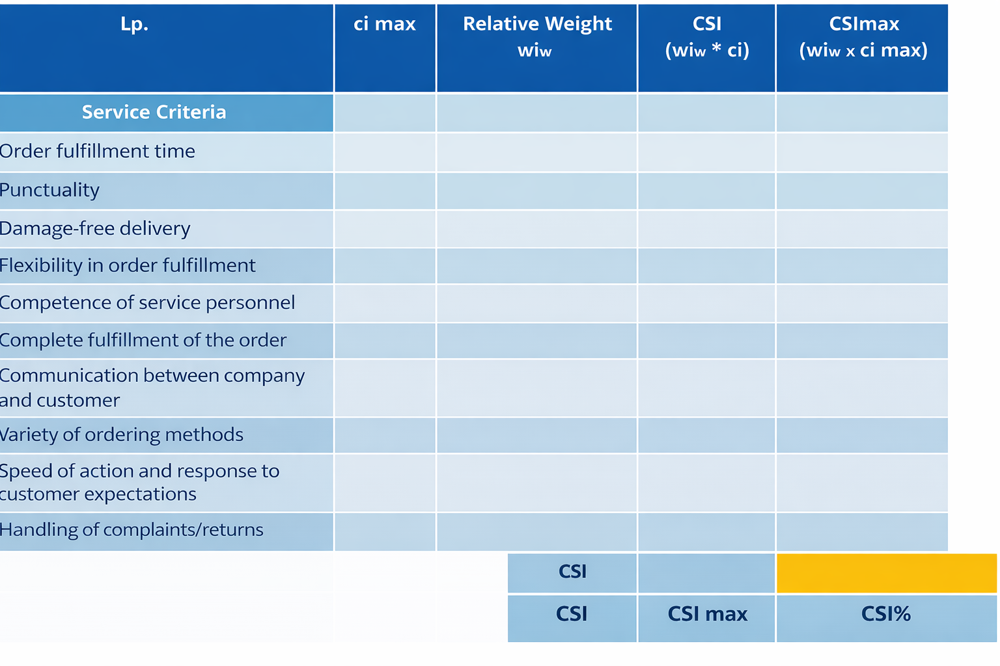 Lp.
ci max
Relative Weight
wiw
CSI
(wiw * ci)
CSImax
(wiw x ci max)
Service Criteria
Order fulfillment time
Punctuality
Damage-free delivery
Flexibility in order fulfillment
Competence of service personnel
Complete fulfillment of the order
Communication between company
and customer
Variety of ordering methods
Speed of action and response to
customer expectations
Handling of complaints/returns
CSI
CSI
CSI max
CSI%